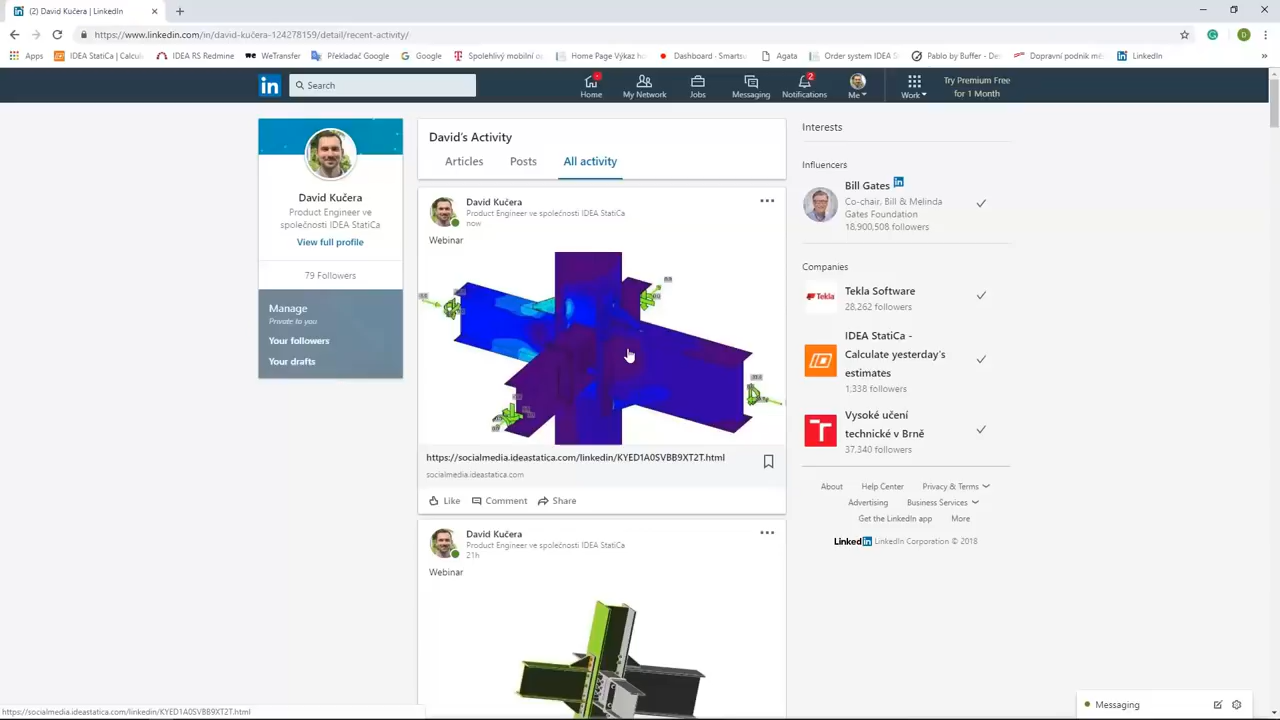 (2) David Kučera | LinkedIn
https://www.linkedin.com/in/david-kučera-124278159/detail/recent-activity/
Apps
IDEA StatiCa | Calcul
IDEA RS Redmine
WeTransfer
Překladač Google
Google
Spolehlivý mobilní o
Home Page Výkaz h
Dashboard - Smarts
Agata
Order system IDEA S
Pablo by Buffer - De
Dopravní podnik mě
LinkedIn
Search
Home
My Network
Jobs
Messaging
2
Notifications
Me
Work
Try Premium Free
for 1 Month
David Kučera
Product Engineer ve
společnosti IDEA StatiCa
View full profile
79 Followers
Manage
Private to you
Your followers
Your drafts
David's Activity
Articles
Posts
All activity
David Kučera
Product Engineer ve společnosti IDEA StatiCa
now
Webinar
https://socialmedia.ideastatica.com/linkedin/KYED1A0SVBB9XT2T.html
socialmedia.ideastatica.com
Like
Comment
Share
David Kučera
Product Engineer ve společnosti IDEA StatiCa
21h
Webinar
Interests
Influencers
Bill Gates
Co-chair, Bill & Melinda
Gates Foundation
18,900,508 followers
Companies
Tekla
Tekla Software
28,262 followers
IDEA StatiCa -
Calculate yesterday's
estimates
1,338 followers
Vysoké učení
technické v Brně
37,340 followers
About
Help Center
Privacy & Terms
Advertising
Business Services
Get the LinkedIn app
More
LinkedIn LinkedIn Corporation © 2018
Messaging
https://socialmedia.ideastatica.com/linkedin/KYED1A0SVBB9XT2T.html